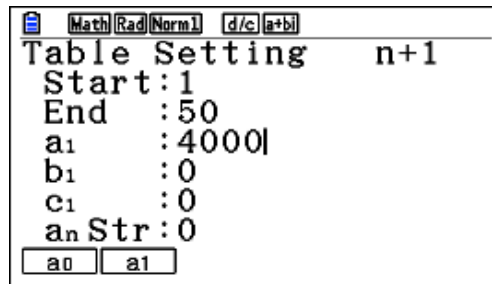 Math Rad Norm1 d/c a+bi
Table Setting n+1
Start:1
End :50
a₁ :4000
b₁ :0
c₁ :0
aₙ Str:0
a₀ a₁